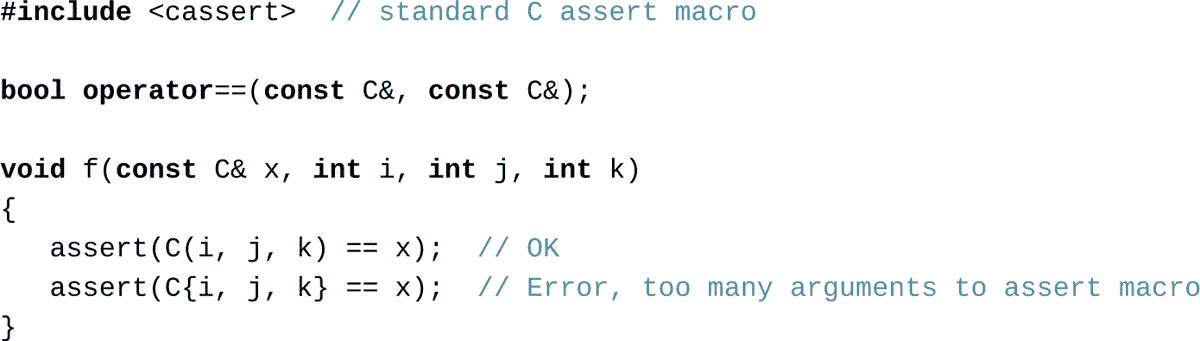 #include <cassert>  // standard C assert macro
bool operator==(const C&, const C&);
void f(const C& x, int i, int j, int k)
{
   assert(C(i, j, k) == x);  // OK
   assert(C{i, j, k} == x);  // Error, too many arguments to assert macro
}